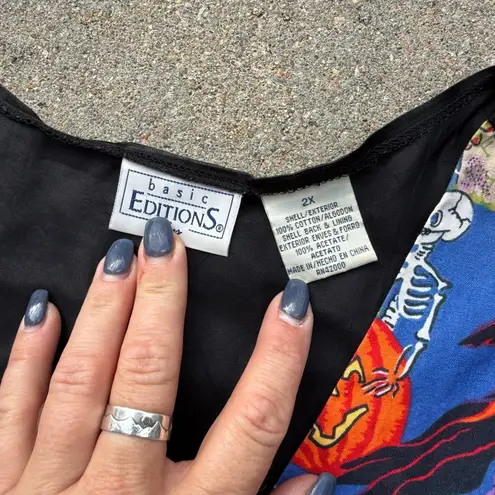 basic
EDITIONS®
2X
SHELL/EXTERIOR
100% COTTON/ALGODON
SHELL BACK & LINING
EXTERIOR ENVES & FORRO
100% ACETATE/
ACETATO
MADE IN/HECHO EN CHINA
RN42000